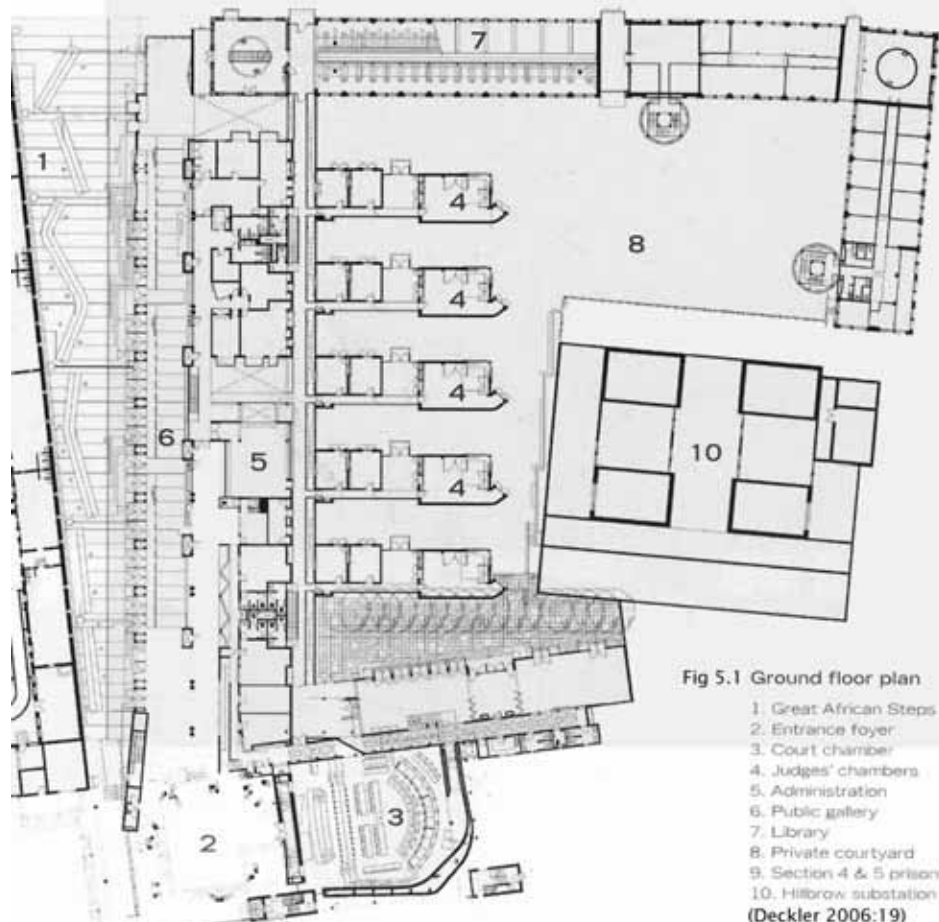 7
1
4
8
4
4
6
10
5
4
3
2
Fig 5.1 Ground floor plan
1. Great African Steps
2. Entrance foyer
3. Court chamber
4. Judges' chambers
5. Administration
6. Public gallery
7. Library
8. Private courtyard
9. Section 4 & 5 prison
10. Hillbrow substation
(Deckler 2006:19)